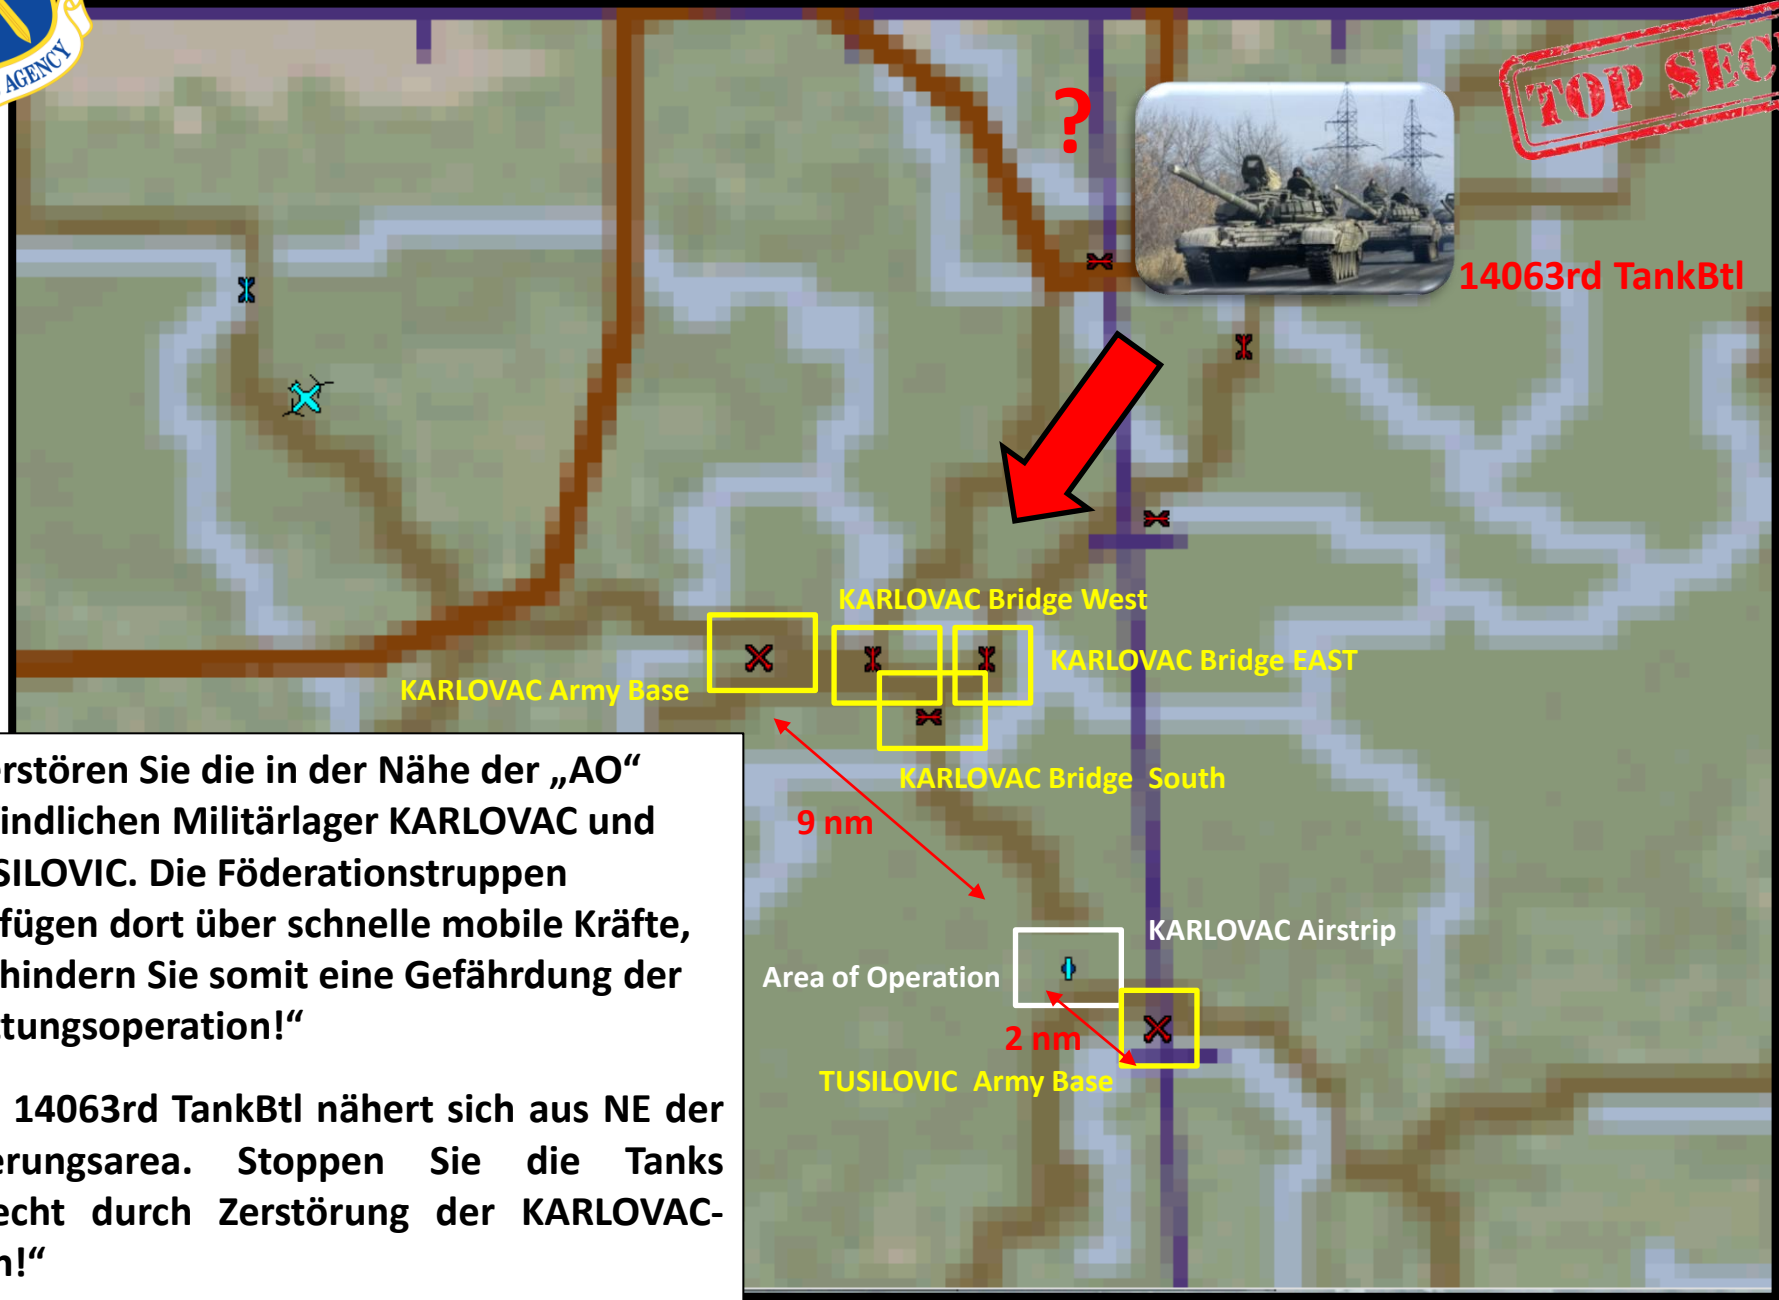 AGENCY
TOP SEC
?
14063rd TankBtl
KARLOVAC Bridge West
KARLOVAC Bridge EAST
KARLOVAC Army Base
KARLOVAC Bridge South
9 nm
KARLOVAC Airstrip
Area of Operation
2 nm
TUSILOVIC Army Base
erstören Sie die in der Nähe der „AO“
indlichen Militärlager KARLOVAC und
SILOVIC. Die Föderationstruppen
fügen dort über schnelle mobile Kräfte,
hindern Sie somit eine Gefährdung der
ttungsoperation!“
14063rd TankBtl nähert sich aus NE der
erungsarea. Stoppen Sie die Tanks
echt durch Zerstörung der KARLOVAC-
n!“